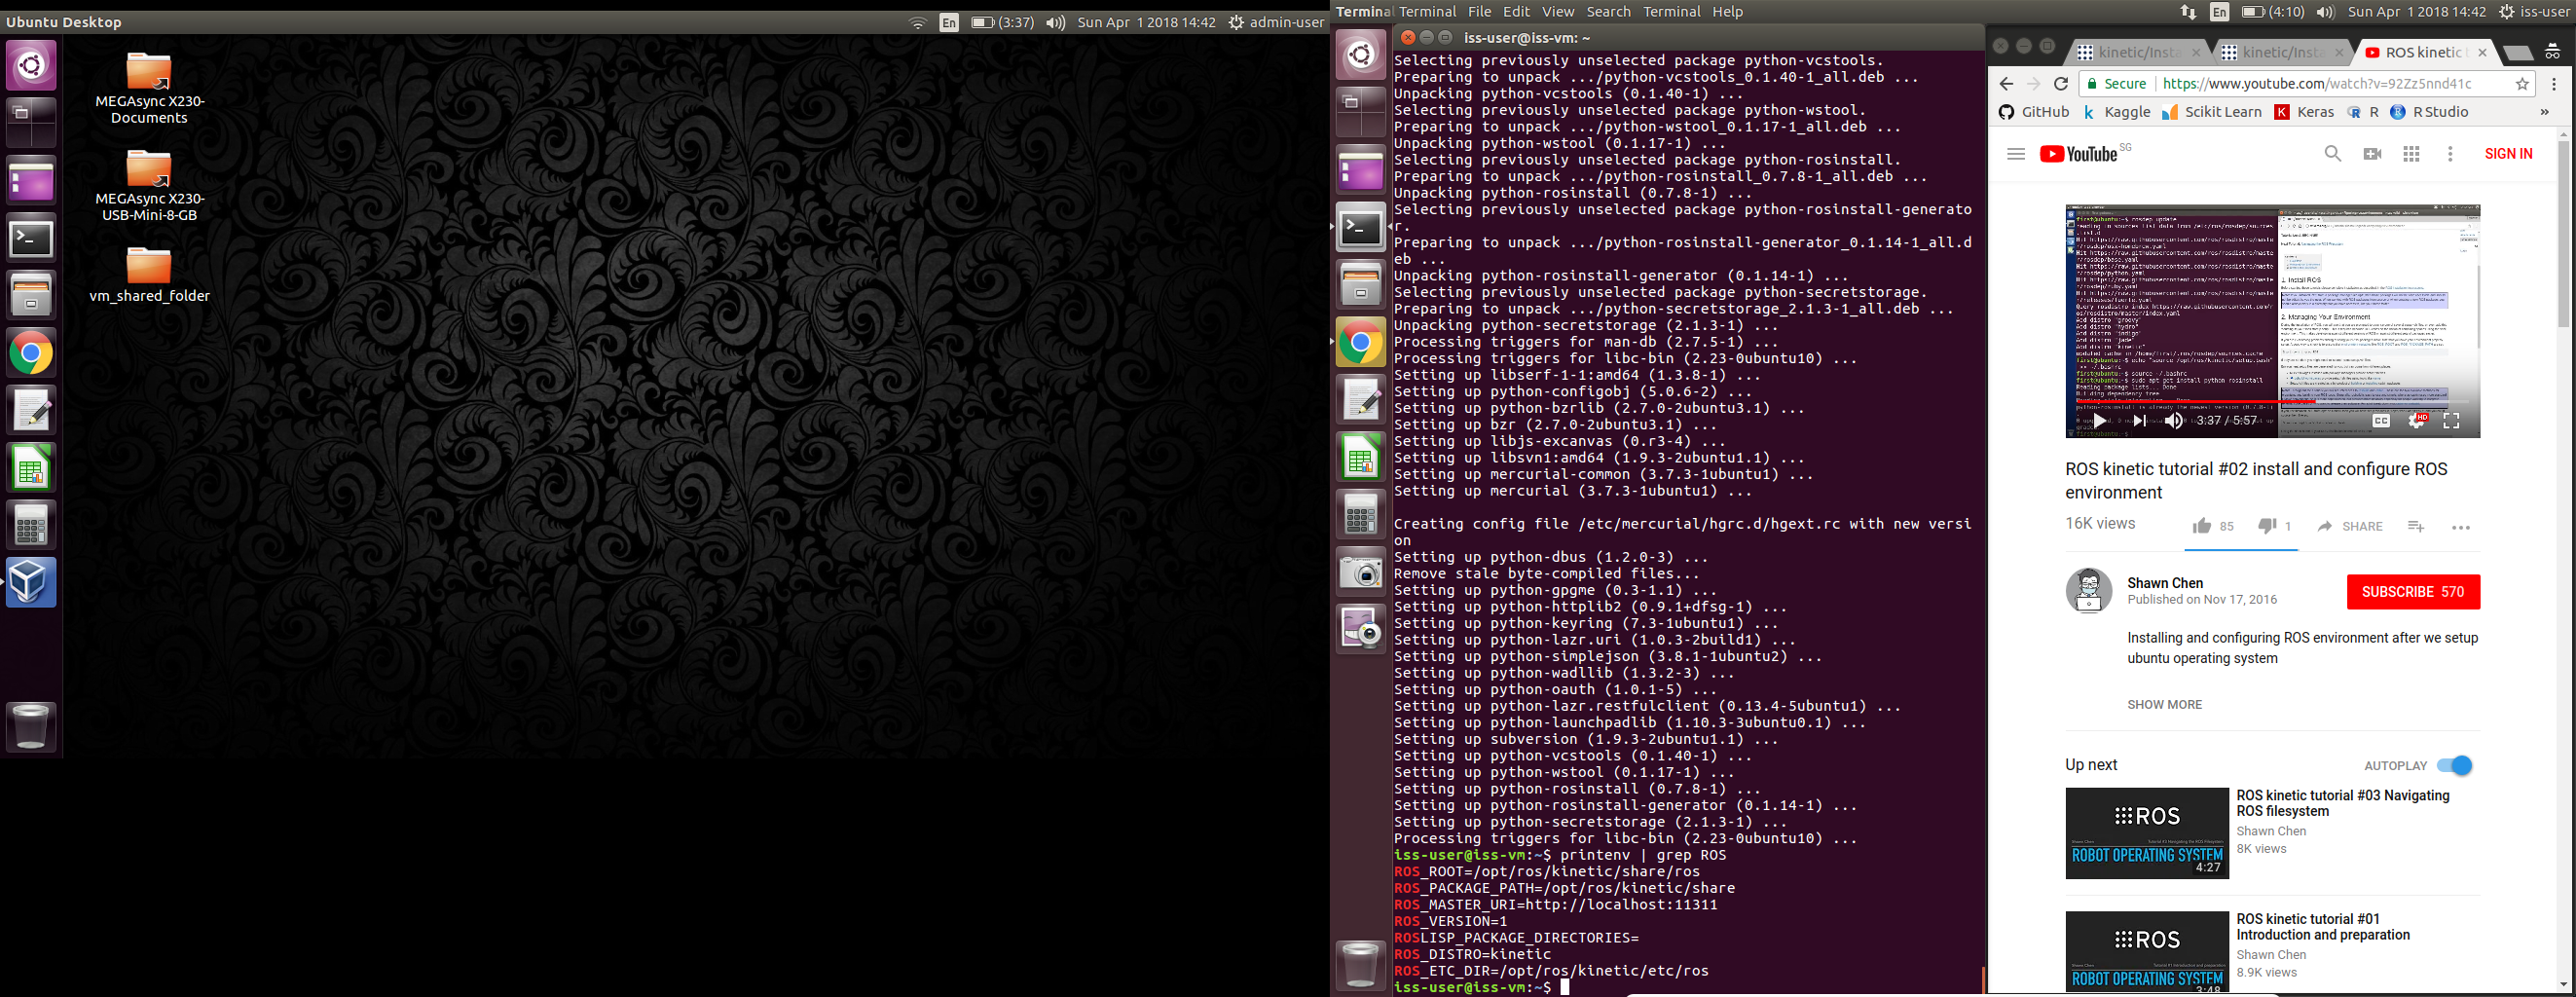 Ubuntu Desktop
En
(3:37)
Sun Apr 1 2018 14:42
admin-user
MEGAsync X230-
Documents
MEGAsync X230-
USB-Mini-8-GB
vm_shared_folder
Terminal Terminal File Edit View Search Terminal Help
En
(4:10)
Sun Apr 1 2018 14:42
iss-user
iss-user@iss-vm: ~
Selecting previously unselected package python-vcstools.
Preparing to unpack .../python-vcstools_0.1.40-1_all.deb ...
Unpacking python-vcstools (0.1.40-1) ...
Selecting previously unselected package python-wstool.
Preparing to unpack .../python-wstool_0.1.17-1_all.deb ...
Unpacking python-wstool (0.1.17-1) ...
Selecting previously unselected package python-rosinstall.
Preparing to unpack .../python-rosinstall_0.7.8-1_all.deb ...
Unpacking python-rosinstall (0.7.8-1) ...
Selecting previously unselected package python-rosinstall-generato
r.
Preparing to unpack .../python-rosinstall-generator_0.1.14-1_all.d
eb ...
Unpacking python-rosinstall-generator (0.1.14-1) ...
Selecting previously unselected package python-secretstorage.
Preparing to unpack .../python-secretstorage_2.1.3-1_all.deb ...
Unpacking python-secretstorage (2.1.3-1) ...
Processing triggers for man-db (2.7.5-1) ...
Processing triggers for libc-bin (2.23-0ubuntu10) ...
Setting up libserf-1-1:amd64 (1.3.8-1) ...
Setting up python-configobj (5.0.6-2) ...
Setting up python-bzrlib (2.7.0-2ubuntu3.1) ...
Setting up bzr (2.7.0-2ubuntu3.1) ...
Setting up libjs-excanvas (0.r3-4) ...
Setting up libsvn1:amd64 (1.9.3-2ubuntu1.1) ...
Setting up mercurial-common (3.7.3-1ubuntu1) ...
Setting up mercurial (3.7.3-1ubuntu1) ...
Creating config file /etc/mercurial/hgrc.d/hgext.rc with new versi
on
Setting up python-dbus (1.2.0-3) ...
Remove stale byte-compiled files...
Setting up python-gpgme (0.3-1.1) ...
Setting up python-httplib2 (0.9.1+dfsg-1) ...
Setting up python-keyring (7.3-1ubuntu1) ...
Setting up python-lazr.uri (1.0.3-2build1) ...
Setting up python-simplejson (3.8.1-1ubuntu2) ...
Setting up python-wadllib (1.3.2-3) ...
Setting up python-oauth (1.0.1-5) ...
Setting up python-lazr.restfulclient (0.13.4-5ubuntu1) ...
Setting up python-launchpadlib (1.10.3-3ubuntu0.1) ...
Setting up subversion (1.9.3-2ubuntu1.1) ...
Setting up python-vcstools (0.1.40-1) ...
Setting up python-wstool (0.1.17-1) ...
Setting up python-rosinstall (0.7.8-1) ...
Setting up python-rosinstall-generator (0.1.14-1) ...
Setting up python-secretstorage (2.1.3-1) ...
Processing triggers for libc-bin (2.23-0ubuntu10) ...
iss-user@iss-vm:~$ printenv | grep ROS
ROS_ROOT=/opt/ros/kinetic/share/ros
ROS_PACKAGE_PATH=/opt/ros/kinetic/share
ROS_MASTER_URI=http://localhost:11311
ROS_VERSION=1
ROSLISP_PACKAGE_DIRECTORIES=
ROS_DISTRO=kinetic
ROS_ETC_DIR=/opt/ros/kinetic/etc/ros
iss-user@iss-vm:~$
kinetic/Insta
kinetic/Insta
ROS kinetic t
Secure
https://www.youtube.com/watch?v=92Zz5nnd41c
GitHub
Kaggle
Scikit Learn
Keras
R
R Studio
»
YouTube SG
SIGN IN
1. Install ROS
2. Managing Your Environment
3:37 / 5:57
CC
HD
ROS kinetic tutorial #02 install and configure ROS
environment
16K views
85
1
SHARE
Shawn Chen
Published on Nov 17, 2016
SUBSCRIBE 570
Installing and configuring ROS environment after we setup
ubuntu operating system
SHOW MORE
Up next
AUTOPLAY
ROS
ROBOT OPERATING SYSTEM
4:27
ROS kinetic tutorial #03 Navigating
ROS filesystem
Shawn Chen
8K views
ROS
ROBOT OPERATING SYSTEM
3:48
ROS kinetic tutorial #01
Introduction and preparation
Shawn Chen
8.9K views